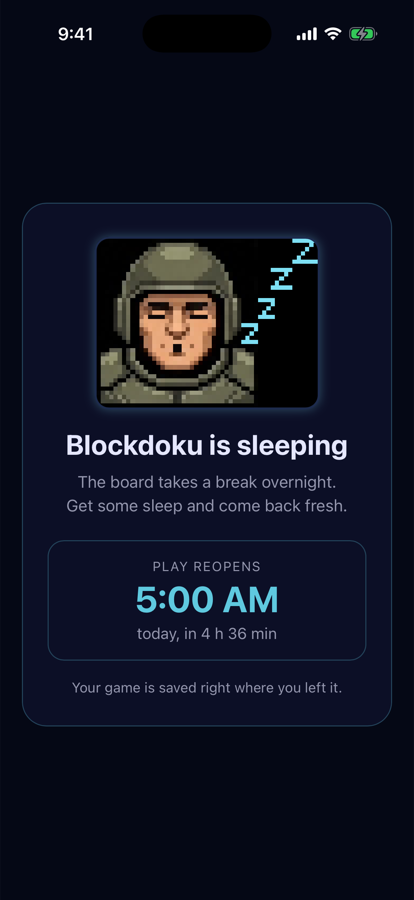 9:41
Z
Z
Z
Z
Blockdoku is sleeping
The board takes a break overnight.
Get some sleep and come back fresh.
PLAY REOPENS
5:00 AM
today, in 4 h 36 min
Your game is saved right where you left it.